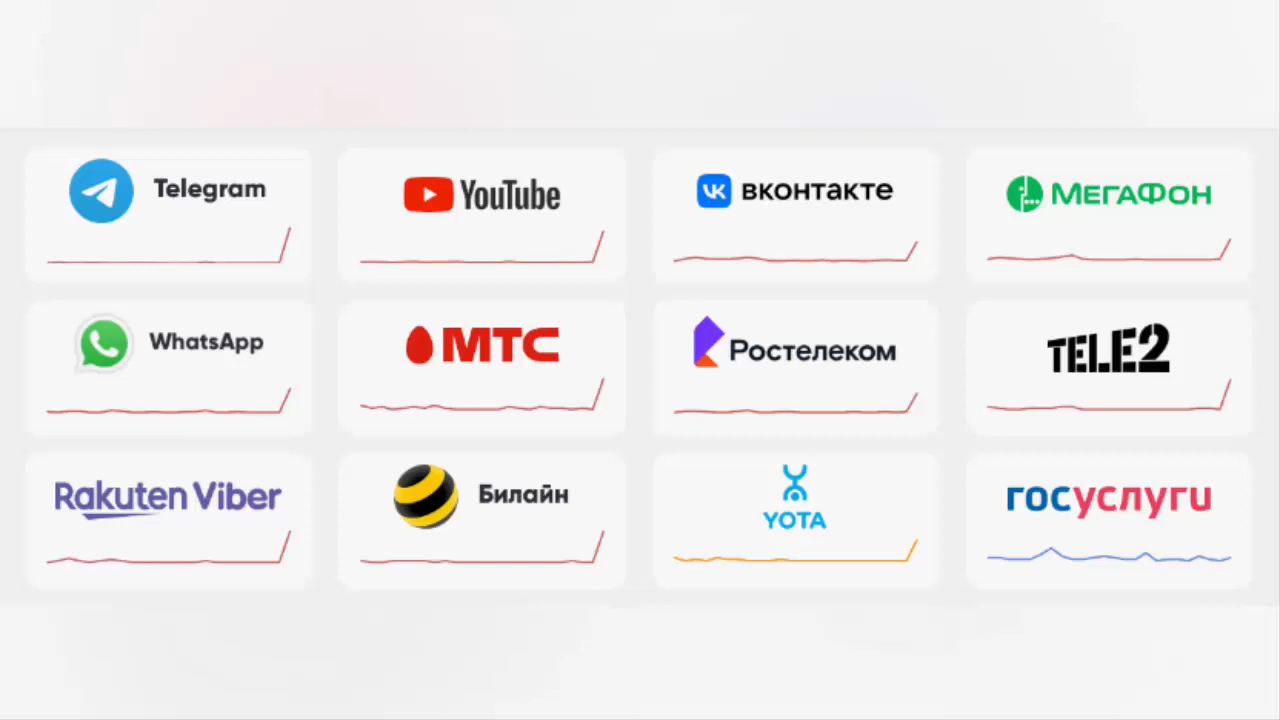 Telegram
YouTube
вконтакте
МЕГАФОН
WhatsApp
МТС
Ростелеком
TELE2
Rakuten Viber
Билайн
YOTA
госуслуги